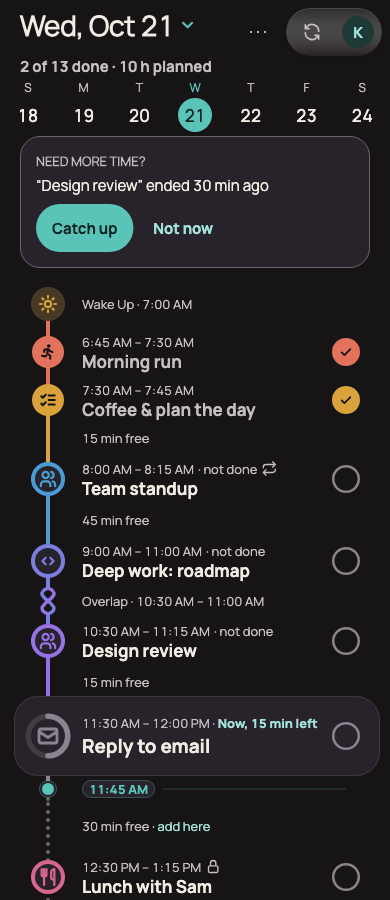 Wed, Oct 21
...
K
2 of 13 done · 10 h planned
S M T W T F S
18 19 20 21 22 23 24
NEED MORE TIME?
"Design review" ended 30 min ago
Catch up Not now
Wake Up · 7:00 AM
6:45 AM – 7:30 AM
Morning run
7:30 AM – 7:45 AM
Coffee & plan the day
15 min free
8:00 AM – 8:15 AM · not done
Team standup
45 min free
9:00 AM – 11:00 AM · not done
Deep work: roadmap
Overlap · 10:30 AM – 11:00 AM
10:30 AM – 11:15 AM · not done
Design review
15 min free
11:30 AM – 12:00 PM · Now, 15 min left
Reply to email
11:45 AM
30 min free · add here
12:30 PM – 1:15 PM
Lunch with Sam